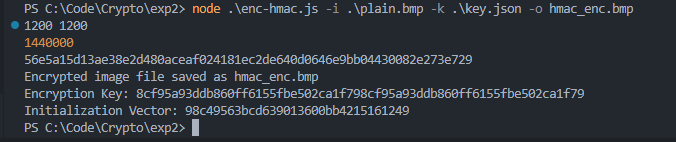 PS C:\Code\Crypto\exp2> node .\enc-hmac.js -i .\plain.bmp -k .\key.json -o hmac_enc.bmp
1200 1200
1440000
56e5a15d13ae38e2d480aceaf024181ec2de640d0646e9bb04430082e273e729
Encrypted image file saved as hmac_enc.bmp
Encryption Key: 8cf95a93ddb860ff6155fbe502ca1f798cf95a93ddb860ff6155fbe502ca1f79
Initialization Vector: 98c49563bcd639013600bb4215161249
PS C:\Code\Crypto\exp2>